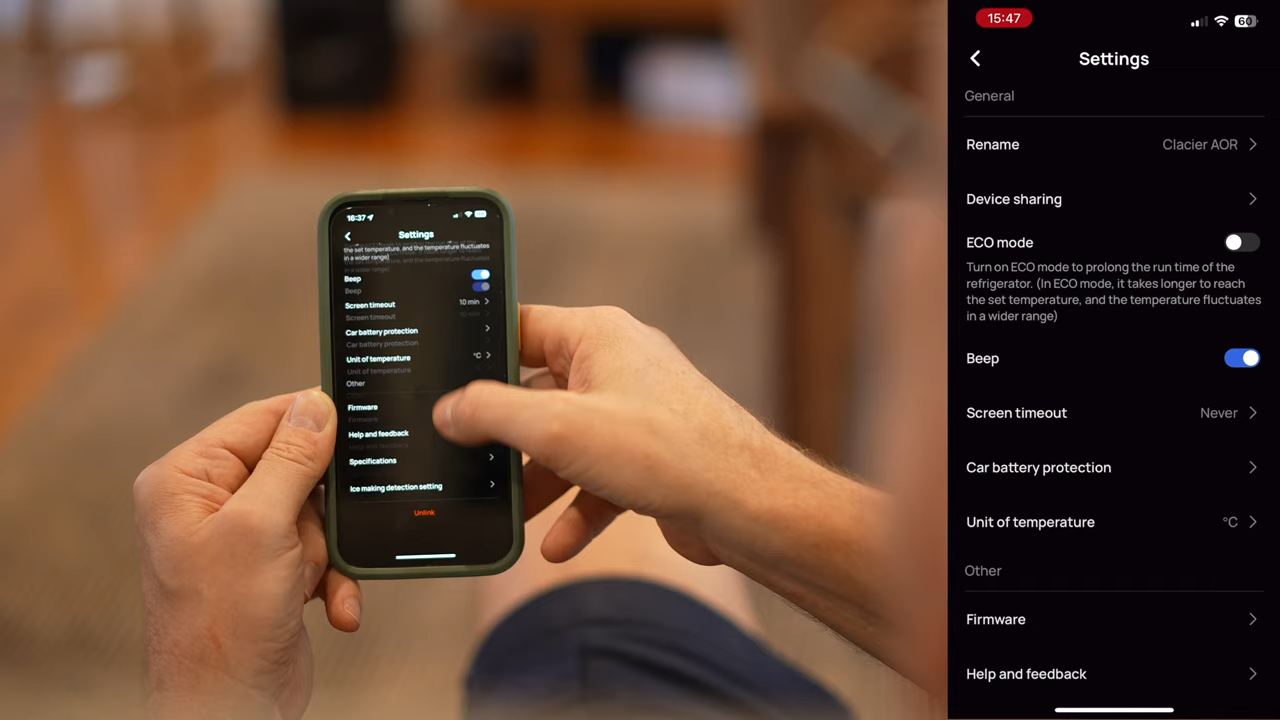 16:37
Settings
the set temperature, and the temperature fluctuates
in a wider range)
Beep
Beep
Screen timeout 10 min
Screen timeout
Car battery protection
Car battery protection
Unit of temperature °C
Unit of temperature
Other
Firmware
Help and feedback
Specifications
Ice making detection setting
Unlink
15:47
60
Settings
General
Rename Clacier AOR
Device sharing
ECO mode
Turn on ECO mode to prolong the run time of the
refrigerator. (In ECO mode, it takes longer to reach
the set temperature, and the temperature fluctuates
in a wider range)
Beep
Screen timeout Never
Car battery protection
Unit of temperature °C
Other
Firmware
Help and feedback